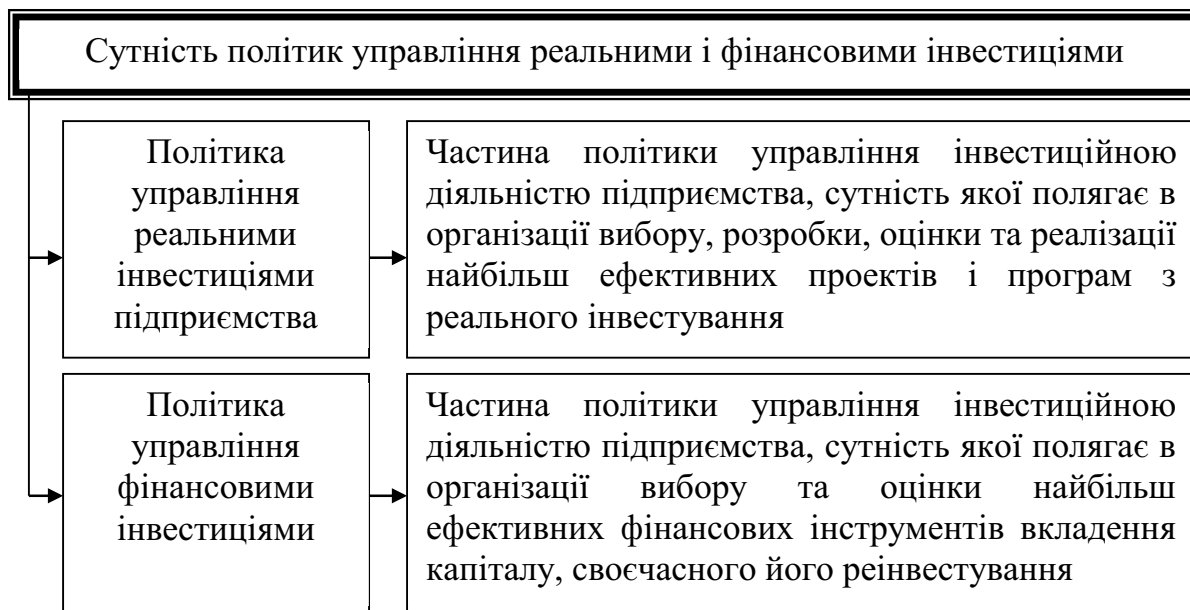 Сутність політик управління реальними і фінансовими інвестиціями
Політика
управління
реальними
інвестиціями
підприємства
Частина політики управління інвестиційною
діяльністю підприємства, сутність якої полягає в
організації вибору, розробки, оцінки та реалізації
найбільш ефективних проектів і програм з
реального інвестування
Політика
управління
фінансовими
інвестиціями
Частина політики управління інвестиційною
діяльністю підприємства, сутність якої полягає в
організації вибору та оцінки найбільш
ефективних фінансових інструментів вкладення
капіталу, своєчасного його реінвестування